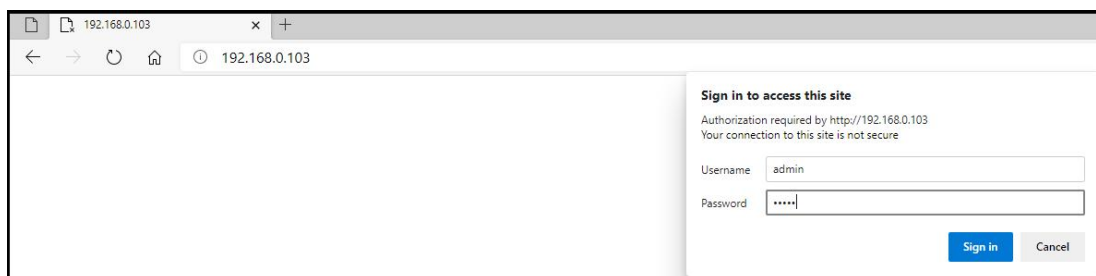 192.168.0.103
192.168.0.103
Sign in to access this site
Authorization required by http://192.168.0.103
Your connection to this site is not secure
Username admin
Password •••••
Sign in Cancel